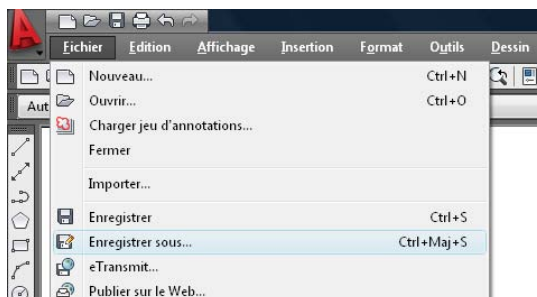 Fichier Edition Affichage Insertion Format Outils Dessin
Aut
Nouveau... Ctrl+N
Ouvrir... Ctrl+O
Charger jeu d'annotations...
Fermer
Importer...
Enregistrer Ctrl+S
Enregistrer sous... Ctrl+Maj+S
eTransmit...
Publier sur le Web...